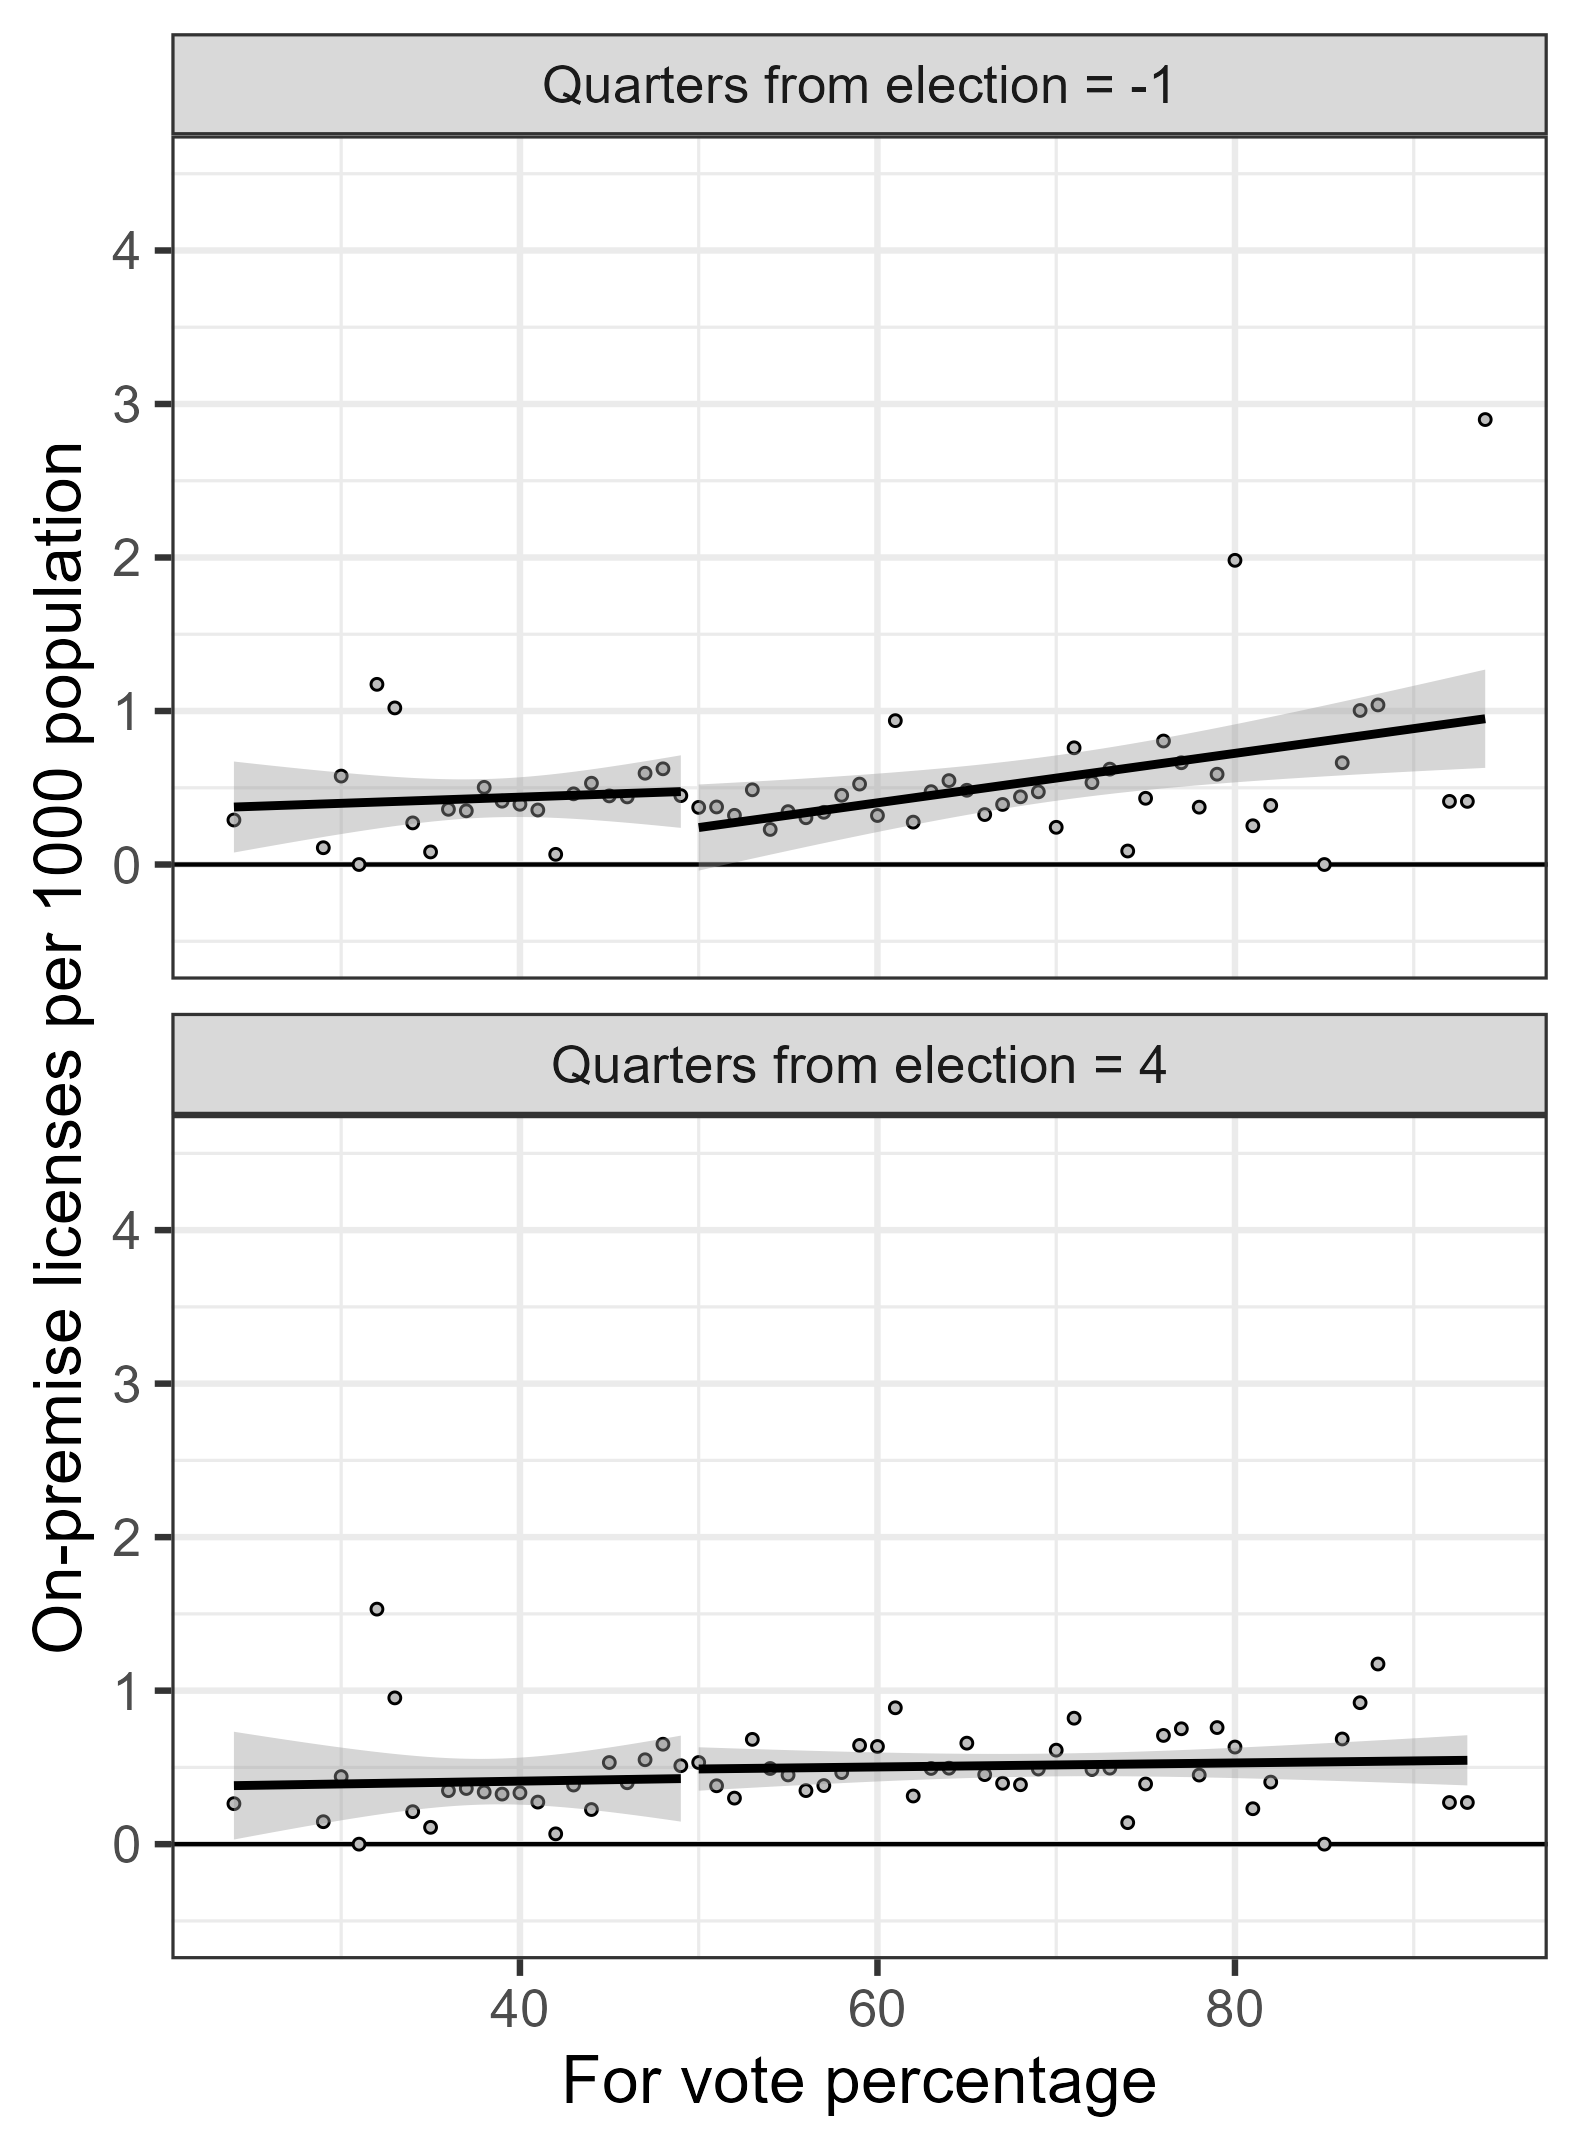 Quarters from election = -1
4
3
2
1
0
Quarters from election = 4
4
3
2
1
0
40 60 80
For vote percentage
On-premise licenses per 1000 population